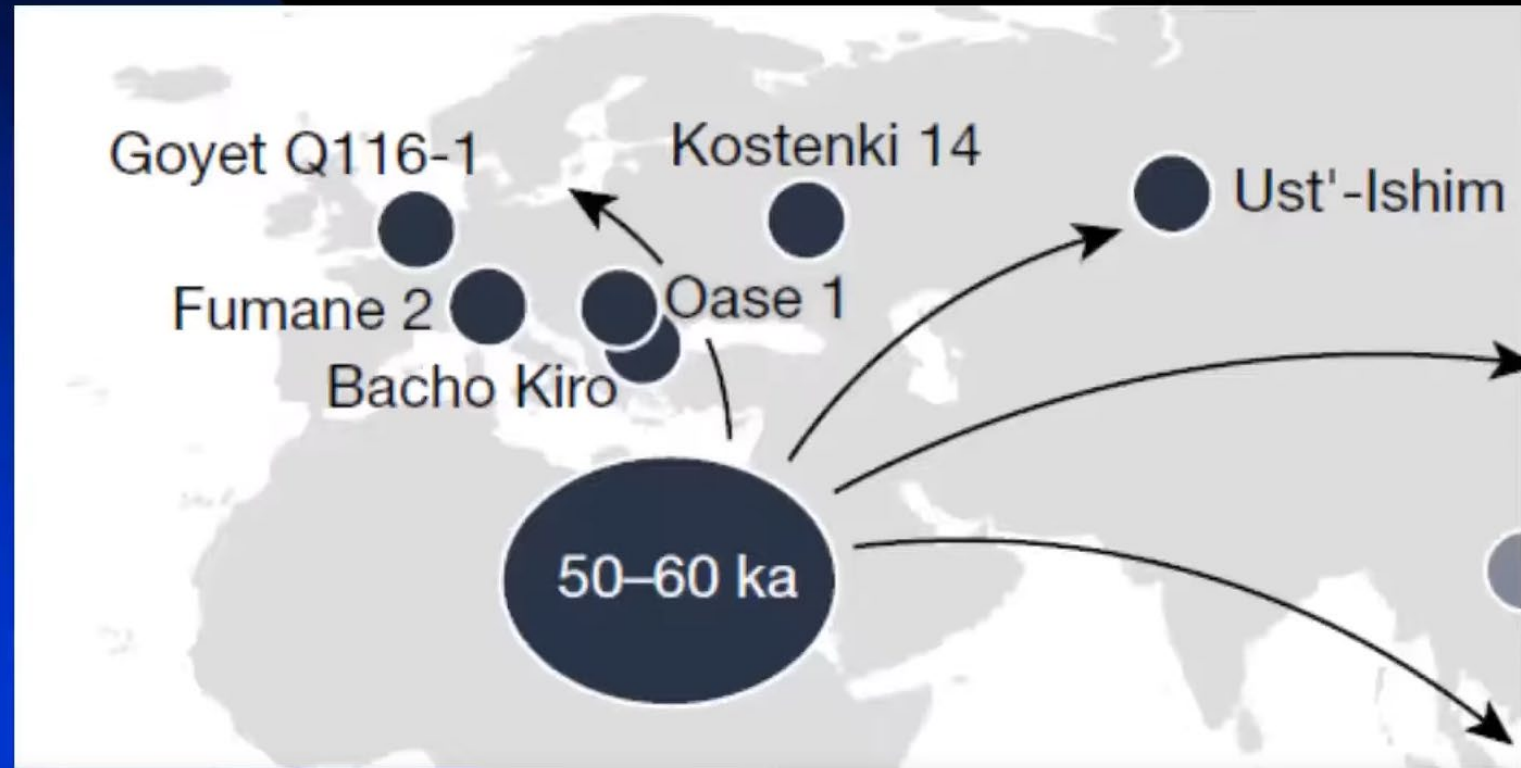 Goyet Q116-1
Kostenki 14
Ust'-Ishim
Fumane 2
Oase 1
Bacho Kiro
50–60 ka